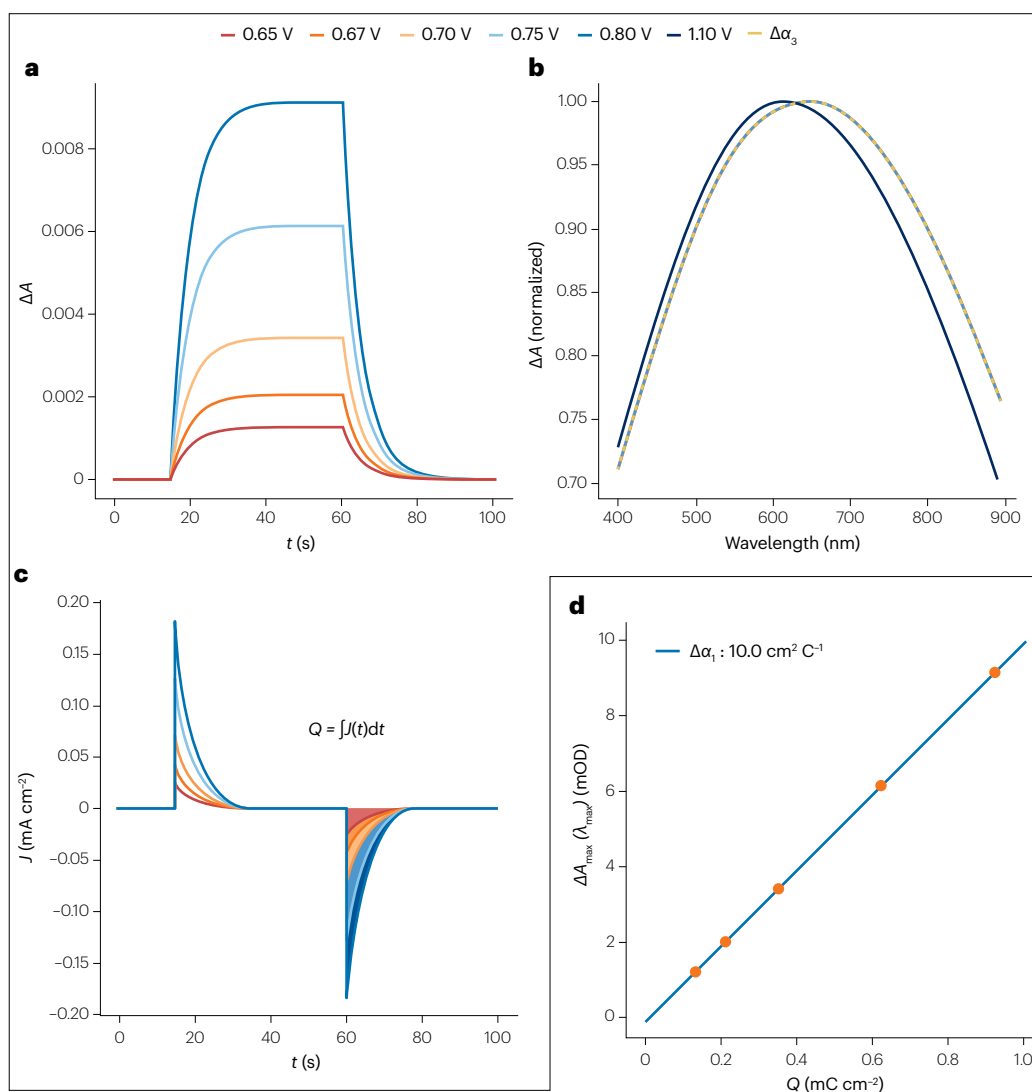 0.65 V 0.67 V 0.70 V 0.75 V 0.80 V 1.10 V Δα₃
a
0.008
0.006
0.004
0.002
0
ΔA
0 20 40 60 80 100
t (s)
b
1.00
0.95
0.90
0.85
0.80
0.75
0.70
ΔA (normalized)
400 500 600 700 800 900
Wavelength (nm)
c
0.20
0.15
0.10
0.05
0
−0.05
−0.10
−0.15
−0.20
J (mA cm⁻²)
Q = ∫J(t)dt
0 20 40 60 80 100
t (s)
d
Δα₁ : 10.0 cm² C⁻¹
10
8
6
4
2
0
ΔAₘₐₓ (λₘₐₓ) (mOD)
0 0.2 0.4 0.6 0.8 1.0
Q (mC cm⁻²)